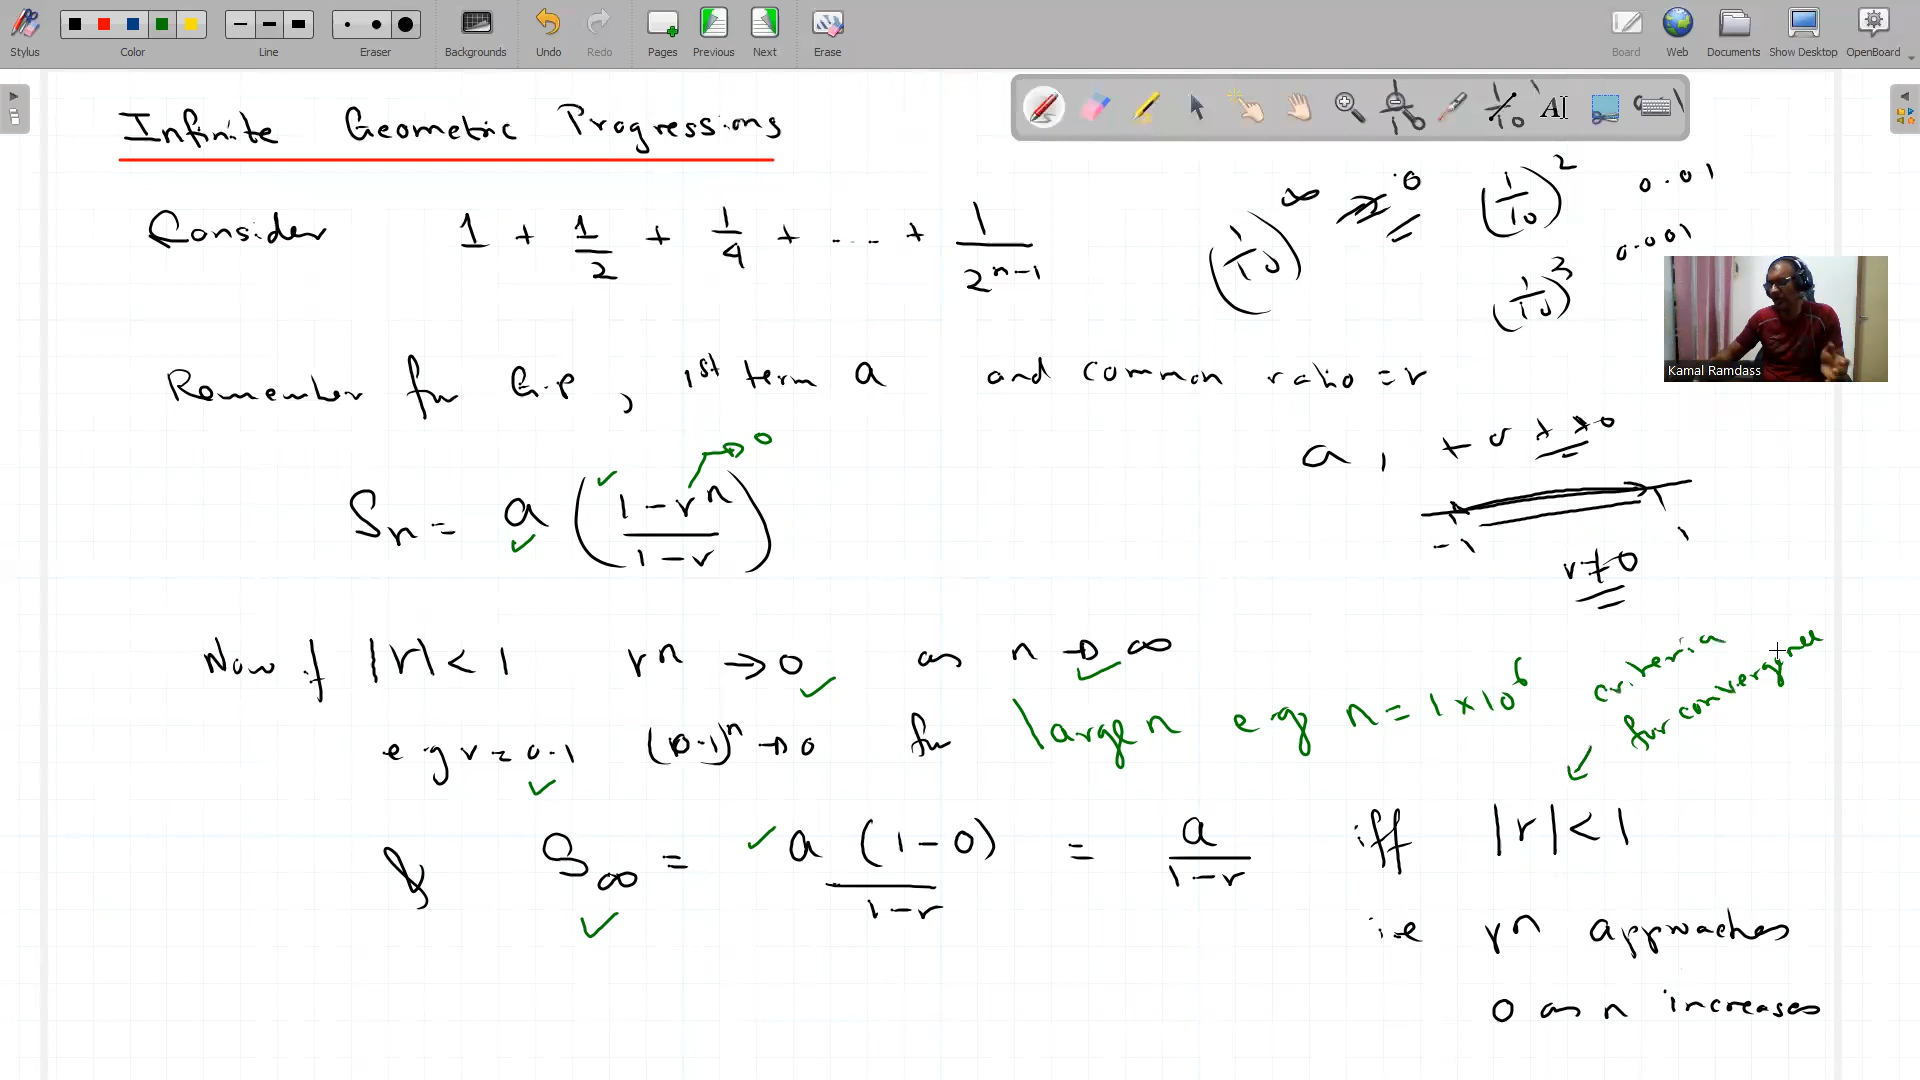 Stylus Color Line Eraser Backgrounds Undo Redo Pages Previous Next Erase Board Web Documents Show Desktop OpenBoard
Infinite Geometric Progressions
Consider 1 + 1/2 + 1/4 + .... + 1/2^(n-1)
(1/10)^∞ 0
(1/10)^2 0.01
(1/10)^3 0.001
Kamal Ramdass
Remember for G.P, 1st term a and common ratio = r
a, + 0 + + 0
-1 1
r≠0
Sn = a (1-r^n / 1-r) → 0
Now if |r| < 1 r^n → 0 as n → ∞
e g r = 0.1 (0.1)^n → 0 for large n e.g n = 1 x 10^6
criteria
for convergence
& S∞ = a (1-0) / 1-r = a / 1-r iff |r| < 1
i.e r^n approaches
0 as n increases